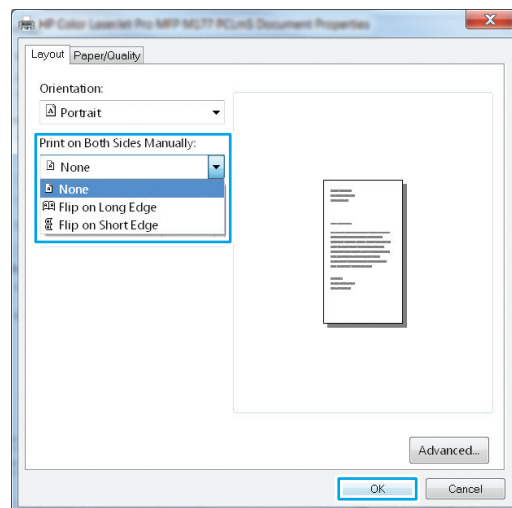 HP Color LaserJet Pro MFP M177 PCLmS Document Properties
Layout
Paper/Quality
Orientation:
Portrait
Print on Both Sides Manually:
None
None
Flip on Long Edge
Flip on Short Edge
Advanced...
OK
Cancel